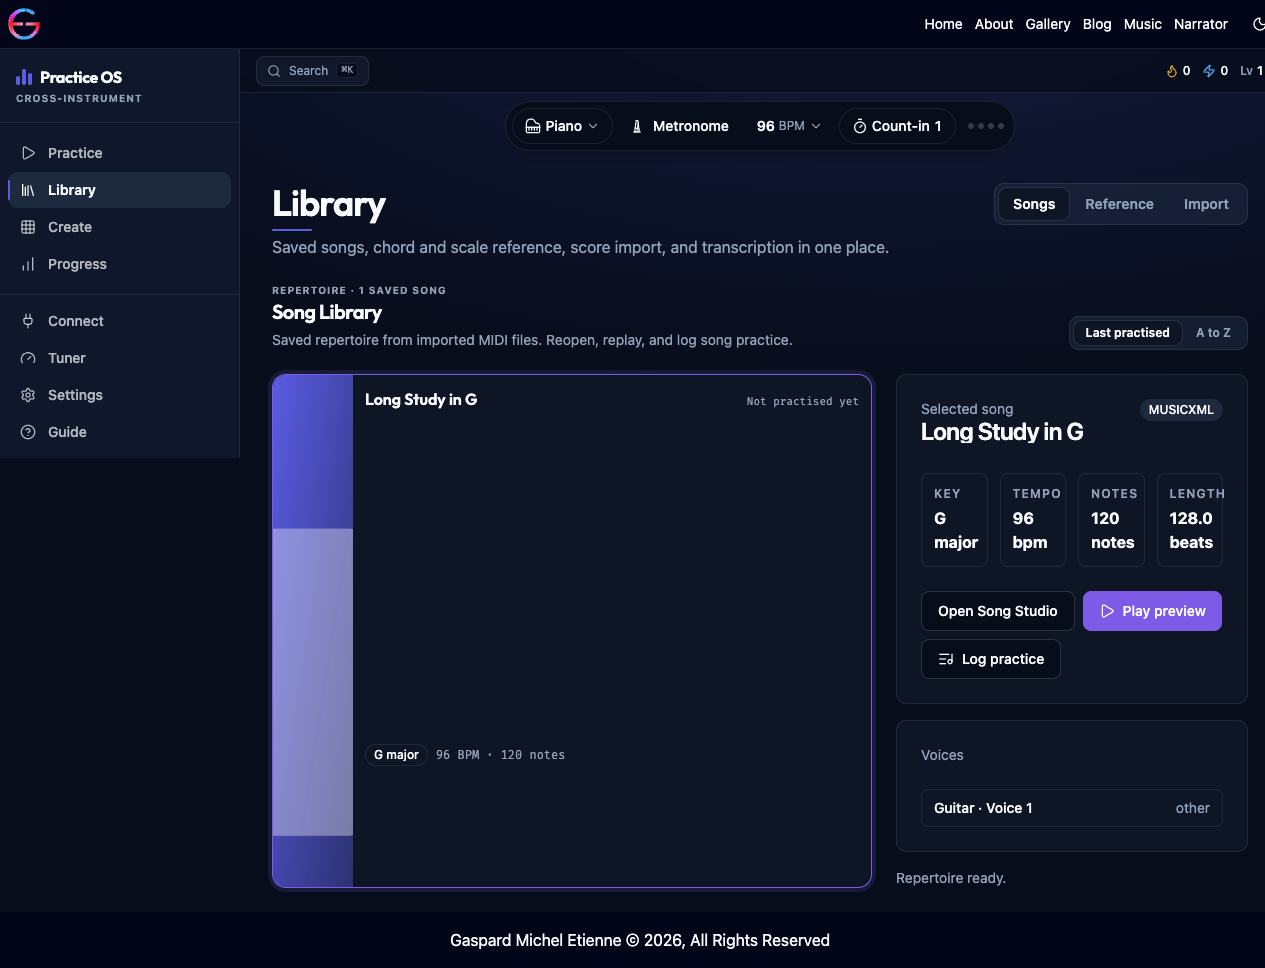 Home About Gallery Blog Music Narrator
Practice OS
CROSS-INSTRUMENT
Search ⌘K
0 0 Lv 1
Piano Metronome 96 BPM Count-in 1
Practice
Library
Create
Progress
Connect
Tuner
Settings
Guide
Library
Songs Reference Import
Saved songs, chord and scale reference, score import, and transcription in one place.
REPERTOIRE · 1 SAVED SONG
Song Library
Saved repertoire from imported MIDI files. Reopen, replay, and log song practice.
Last practised A to Z
Long Study in G
Not practised yet
G major 96 BPM · 120 notes
Selected song
MUSICXML
Long Study in G
KEY
G
major
TEMPO
96
bpm
NOTES
120
notes
LENGTH
128.0
beats
Open Song Studio
Play preview
Log practice
Voices
Guitar · Voice 1 other
Repertoire ready.
Gaspard Michel Etienne © 2026, All Rights Reserved